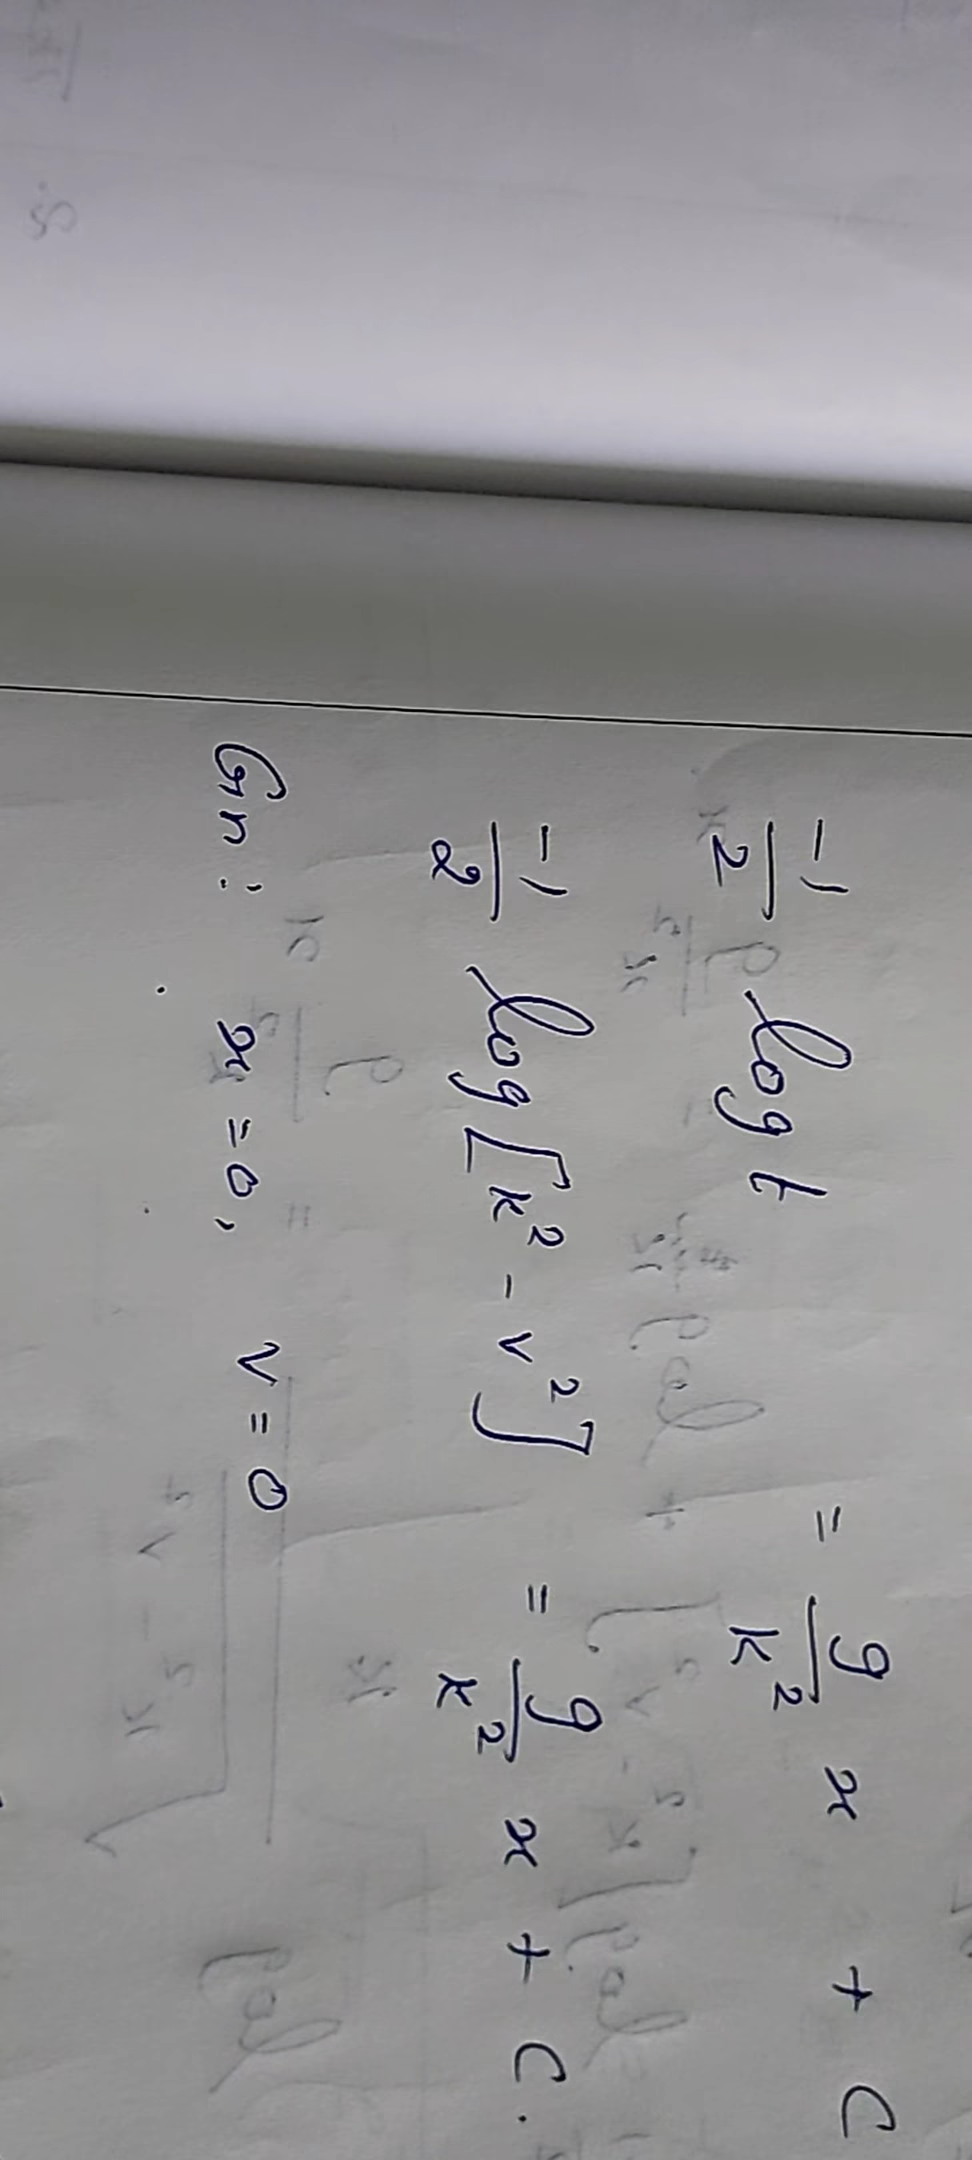 -1/2 log t = g/k² x + C
-1/2 log [k² - v²] = g/k² x + C.
Gn: x = 0, v = 0